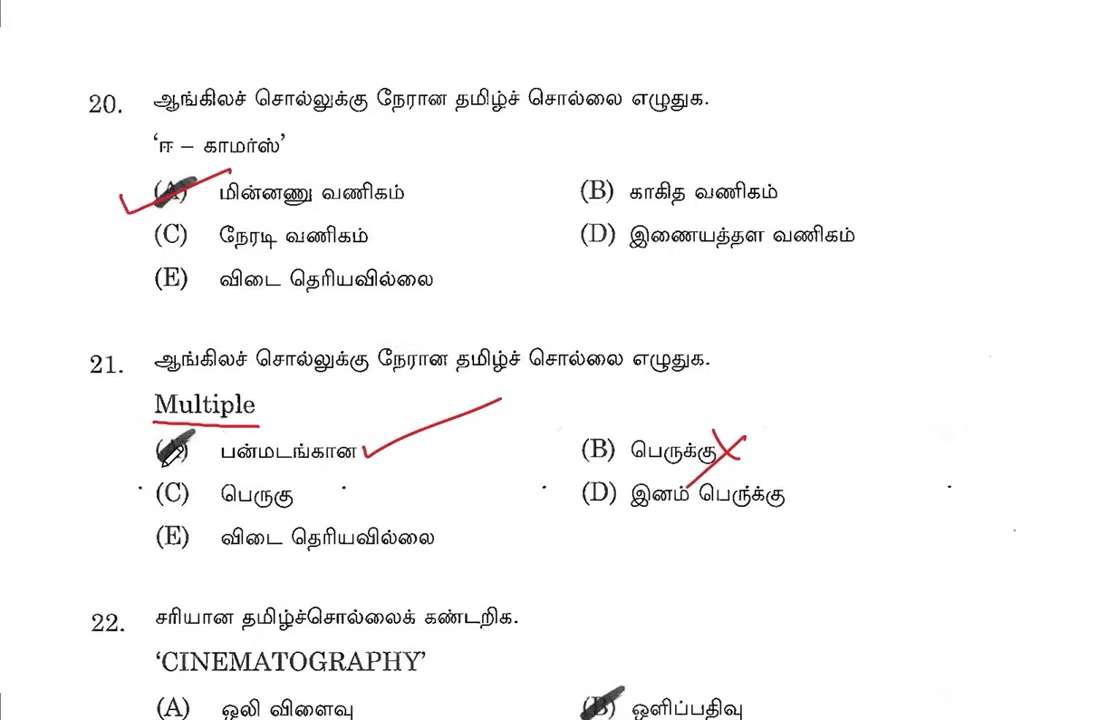 20. ஆங்கிலச் சொல்லுக்கு நேரான தமிழ்ச் சொல்லை எழுதுக.
‘ஈ – காமர்ஸ்’
(A) மின்னணு வணிகம் (B) காகித வணிகம்
(C) நேரடி வணிகம் (D) இணையத்தள வணிகம்
(E) விடை தெரியவில்லை
21. ஆங்கிலச் சொல்லுக்கு நேரான தமிழ்ச் சொல்லை எழுதுக.
Multiple
(A) பன்மடங்கான (B) பெருக்கு
(C) பெருகு (D) இனம் பெருக்கு
(E) விடை தெரியவில்லை
22. சரியான தமிழ்ச்சொல்லைக் கண்டறிக.
‘CINEMATOGRAPHY’
(A) ஒலி விளைவு (B) ஒளிப்பதிவு